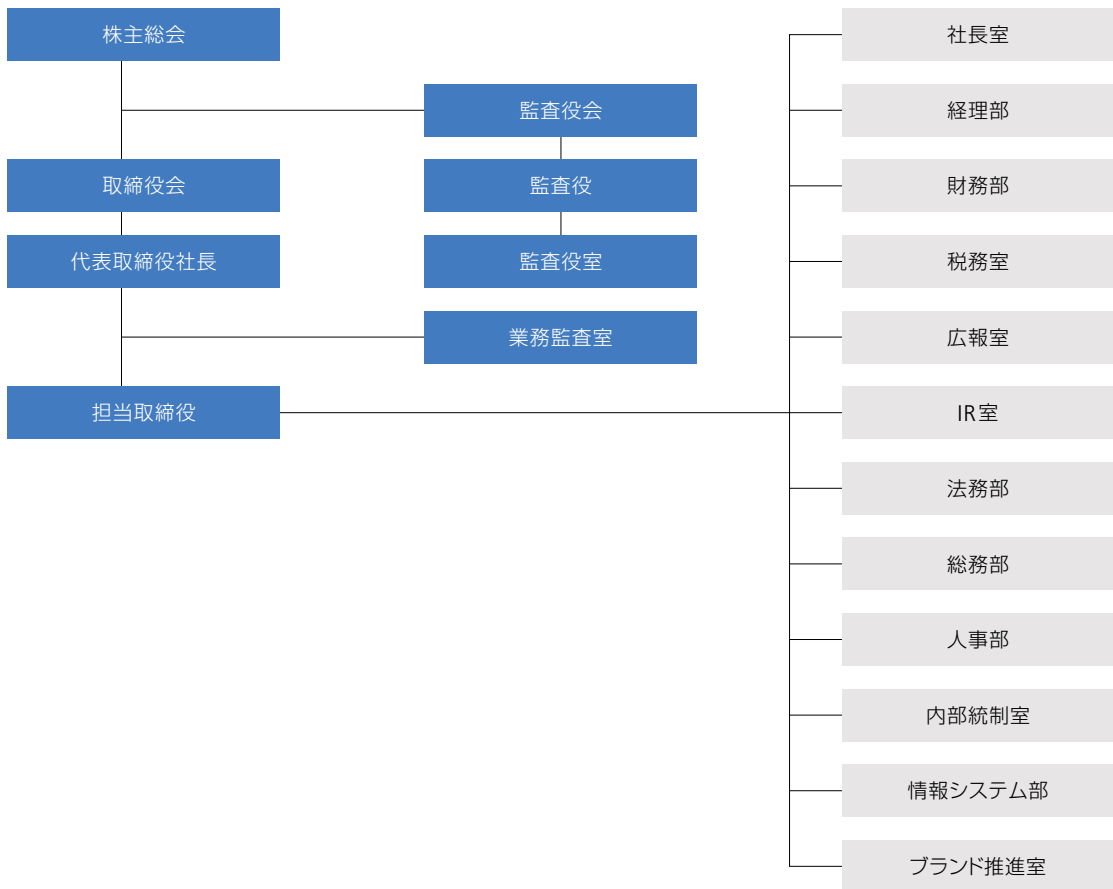 株主総会
監査役会
取締役会
監査役
代表取締役社長
監査役室
業務監査室
担当取締役
社長室
経理部
財務部
税務室
広報室
IR室
法務部
総務部
人事部
内部統制室
情報システム部
ブランド推進室